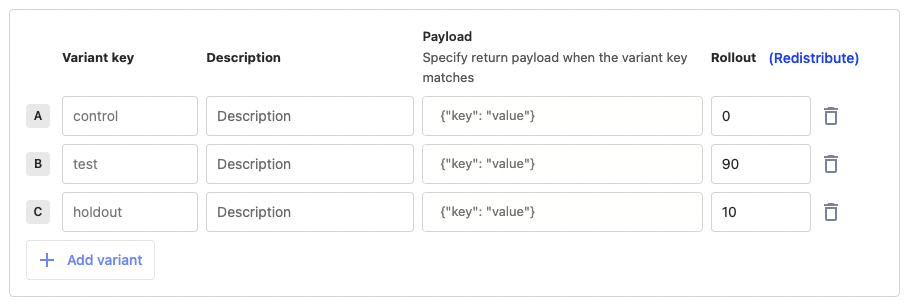 Variant key
Description
Payload
Specify return payload when the variant key
matches
Rollout
(Redistribute)
A
control
Description
{"key": "value"}
0
B
test
Description
{"key": "value"}
90
C
holdout
Description
{"key": "value"}
10
Add variant